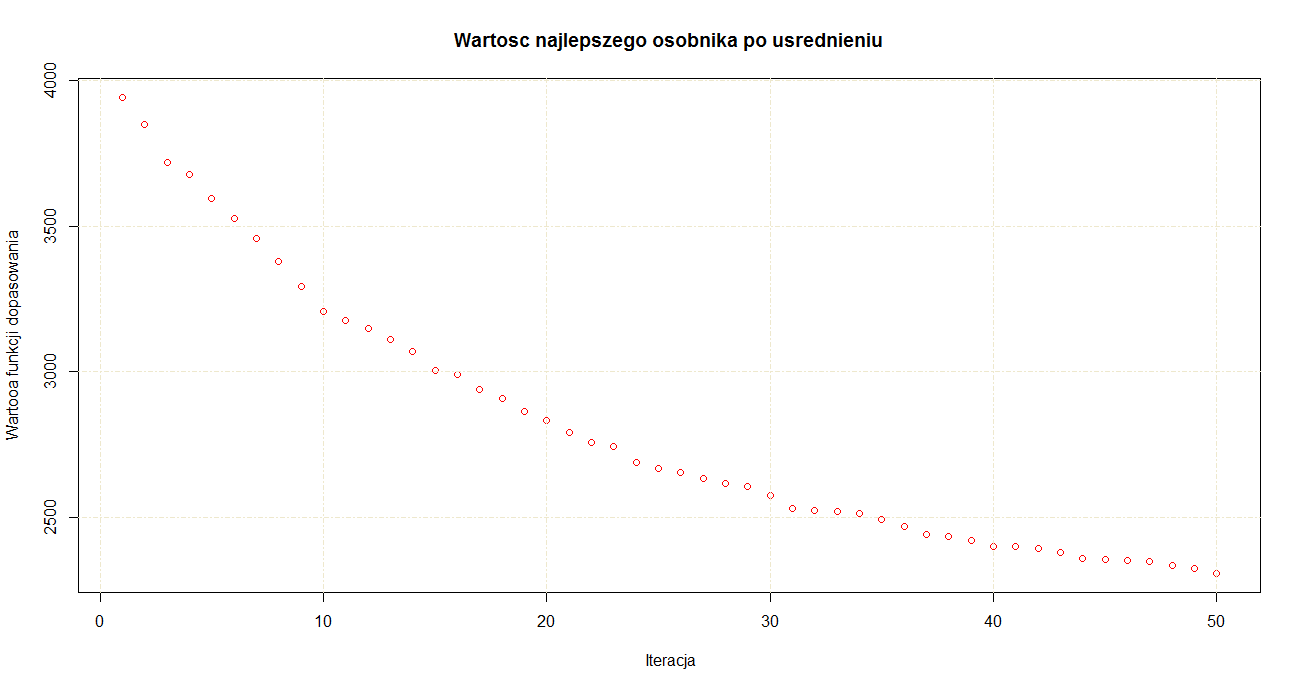 Wartosc najlepszego osobnika po usrednieniu
Wartooa funkcji dopasowania
4000
3500
3000
2500
0 10 20 30 40 50
Iteracja